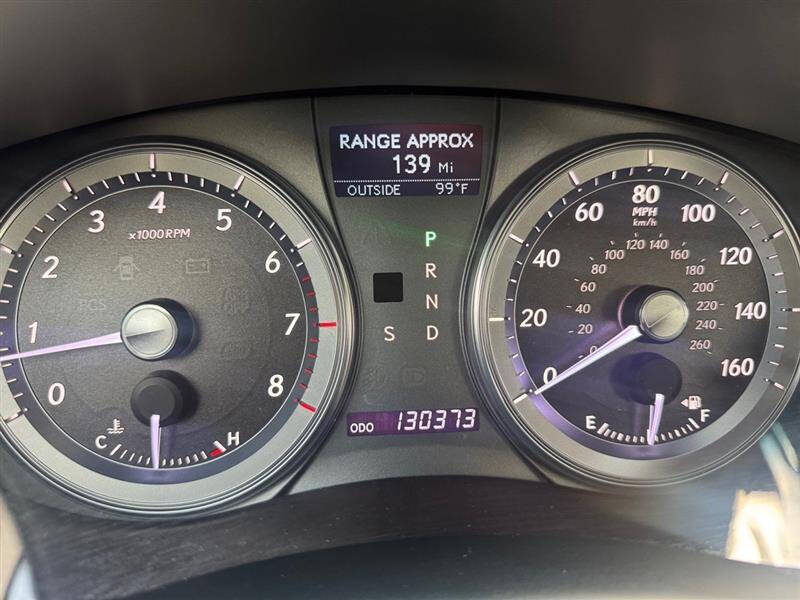 RANGE APPROX
139 Mi
OUTSIDE 99°F
0
1
2
3
4
5
6
7
8
x1000RPM
PCS
C H
P
R
N
S D
ODO 130373
0
20
40
60
80
100
120
140
160
MPH
km/h
0
20
40
60
80
100
120
140
160
180
200
220
240
260
E F